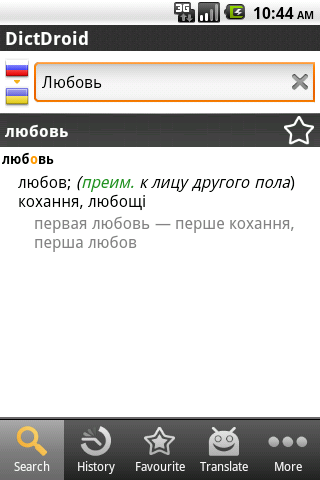 3G
10:44 AM
DictDroid
Любовь
любовь
любовь
любов; (преим. к лицу другого пола)
кохання, любощі
первая любовь — перше кохання,
перша любов
Search History Favourite Translate More